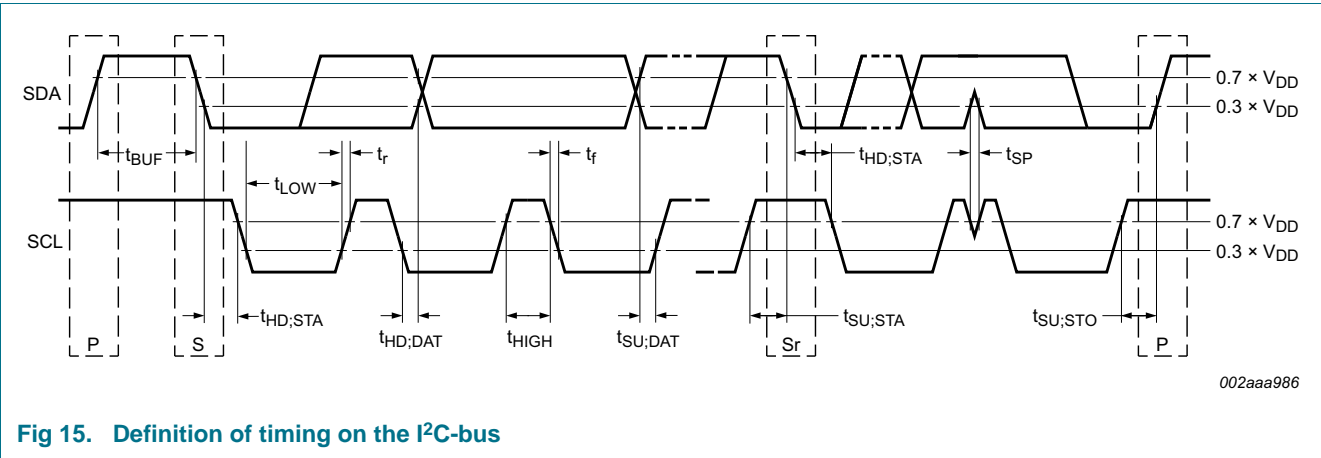 SDA
0.7 × VDD
0.3 × VDD
tBUF
tLOW
tr
tf
tHD;STA
tSP
SCL
0.7 × VDD
0.3 × VDD
tHD;STA
tHD;DAT
tHIGH
tSU;DAT
tSU;STA
tSU;STO
P
S
Sr
P
002aaa986
Fig 15. Definition of timing on the I²C-bus